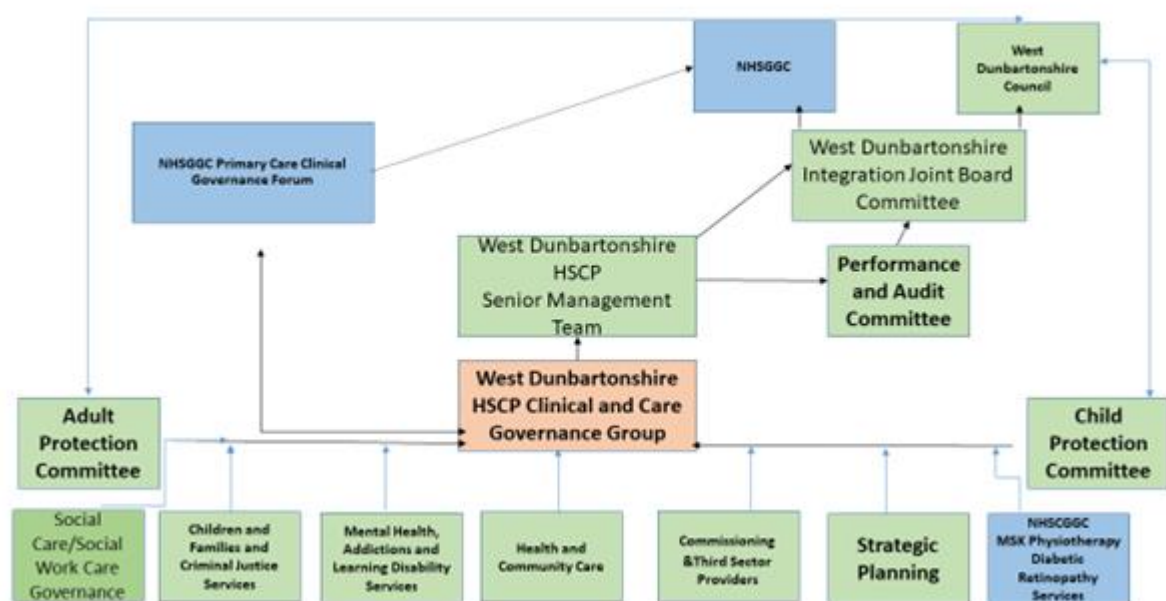 NHSGGC
West
Dunbartonshire
Council
NHSGGC Primary Care Clinical
Governance Forum
West Dunbartonshire
Integration Joint Board
Committee
West Dunbartonshire
HSCP
Senior Management
Team
Performance
and Audit
Committee
West Dunbartonshire
HSCP Clinical and Care
Governance Group
Adult
Protection
Committee
Child
Protection
Committee
Social
Care/Social
Work Care
Governance
Children and
Families and
Criminal Justice
Services
Mental Health,
Addictions and
Learning Disability
Services
Health and
Community Care
Commissioning
&Third Sector
Providers
Strategic
Planning
NHSCGGC
MSK Physiotherapy
Diabetic
Retinopathy
Services